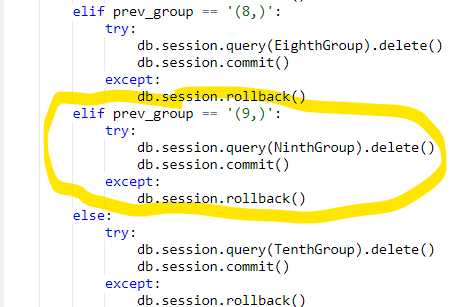 elif prev_group == '(8,)':
try:
db.session.query(EighthGroup).delete()
db.session.commit()
except:
db.session.rollback()
elif prev_group == '(9,)':
try:
db.session.query(NinthGroup).delete()
db.session.commit()
except:
db.session.rollback()
else:
try:
db.session.query(TenthGroup).delete()
db.session.commit()
except:
db.session.rollback()